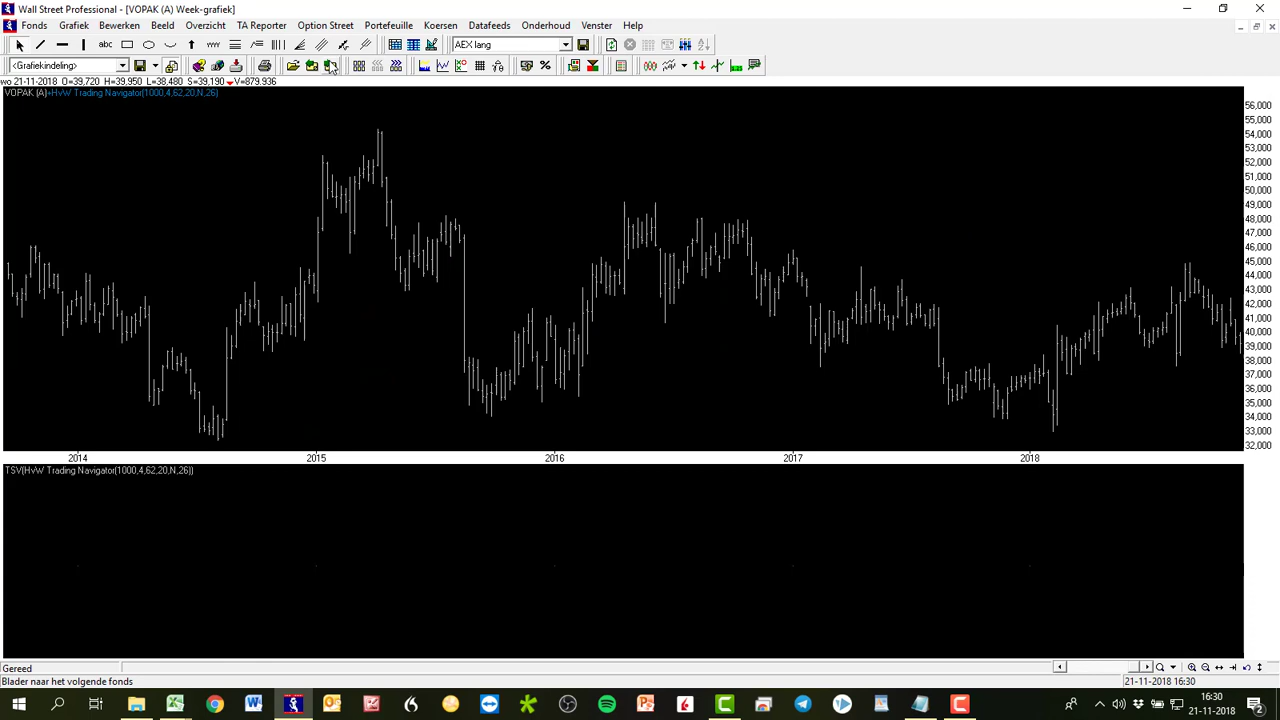 Wall Street Professional - [VOPAK (A) Week-grafiek]
Fonds Grafiek Bewerken Beeld Overzicht TA Reporter Option Street Portefeuille Koersen Datafeeds Onderhoud Venster Help
abc AEX lang
<Grafiekindeling>
wo 21-11-2018 O=39,720 H=39,950 L=38,480 S=39,190 V=879.936
VOPAK (A)+HvW Trading Navigator(1000,4,62,20,N,26)
56,000
55,000
54,000
53,000
52,000
51,000
50,000
49,000
48,000
47,000
46,000
45,000
44,000
43,000
42,000
41,000
40,000
39,000
38,000
37,000
36,000
35,000
34,000
33,000
32,000
2014 2015 2016 2017 2018
TSV(HvW Trading Navigator(1000,4,62,20,N,26))
Gereed
Blader naar het volgende fonds 21-11-2018 16:30
16:30
21-11-2018
2